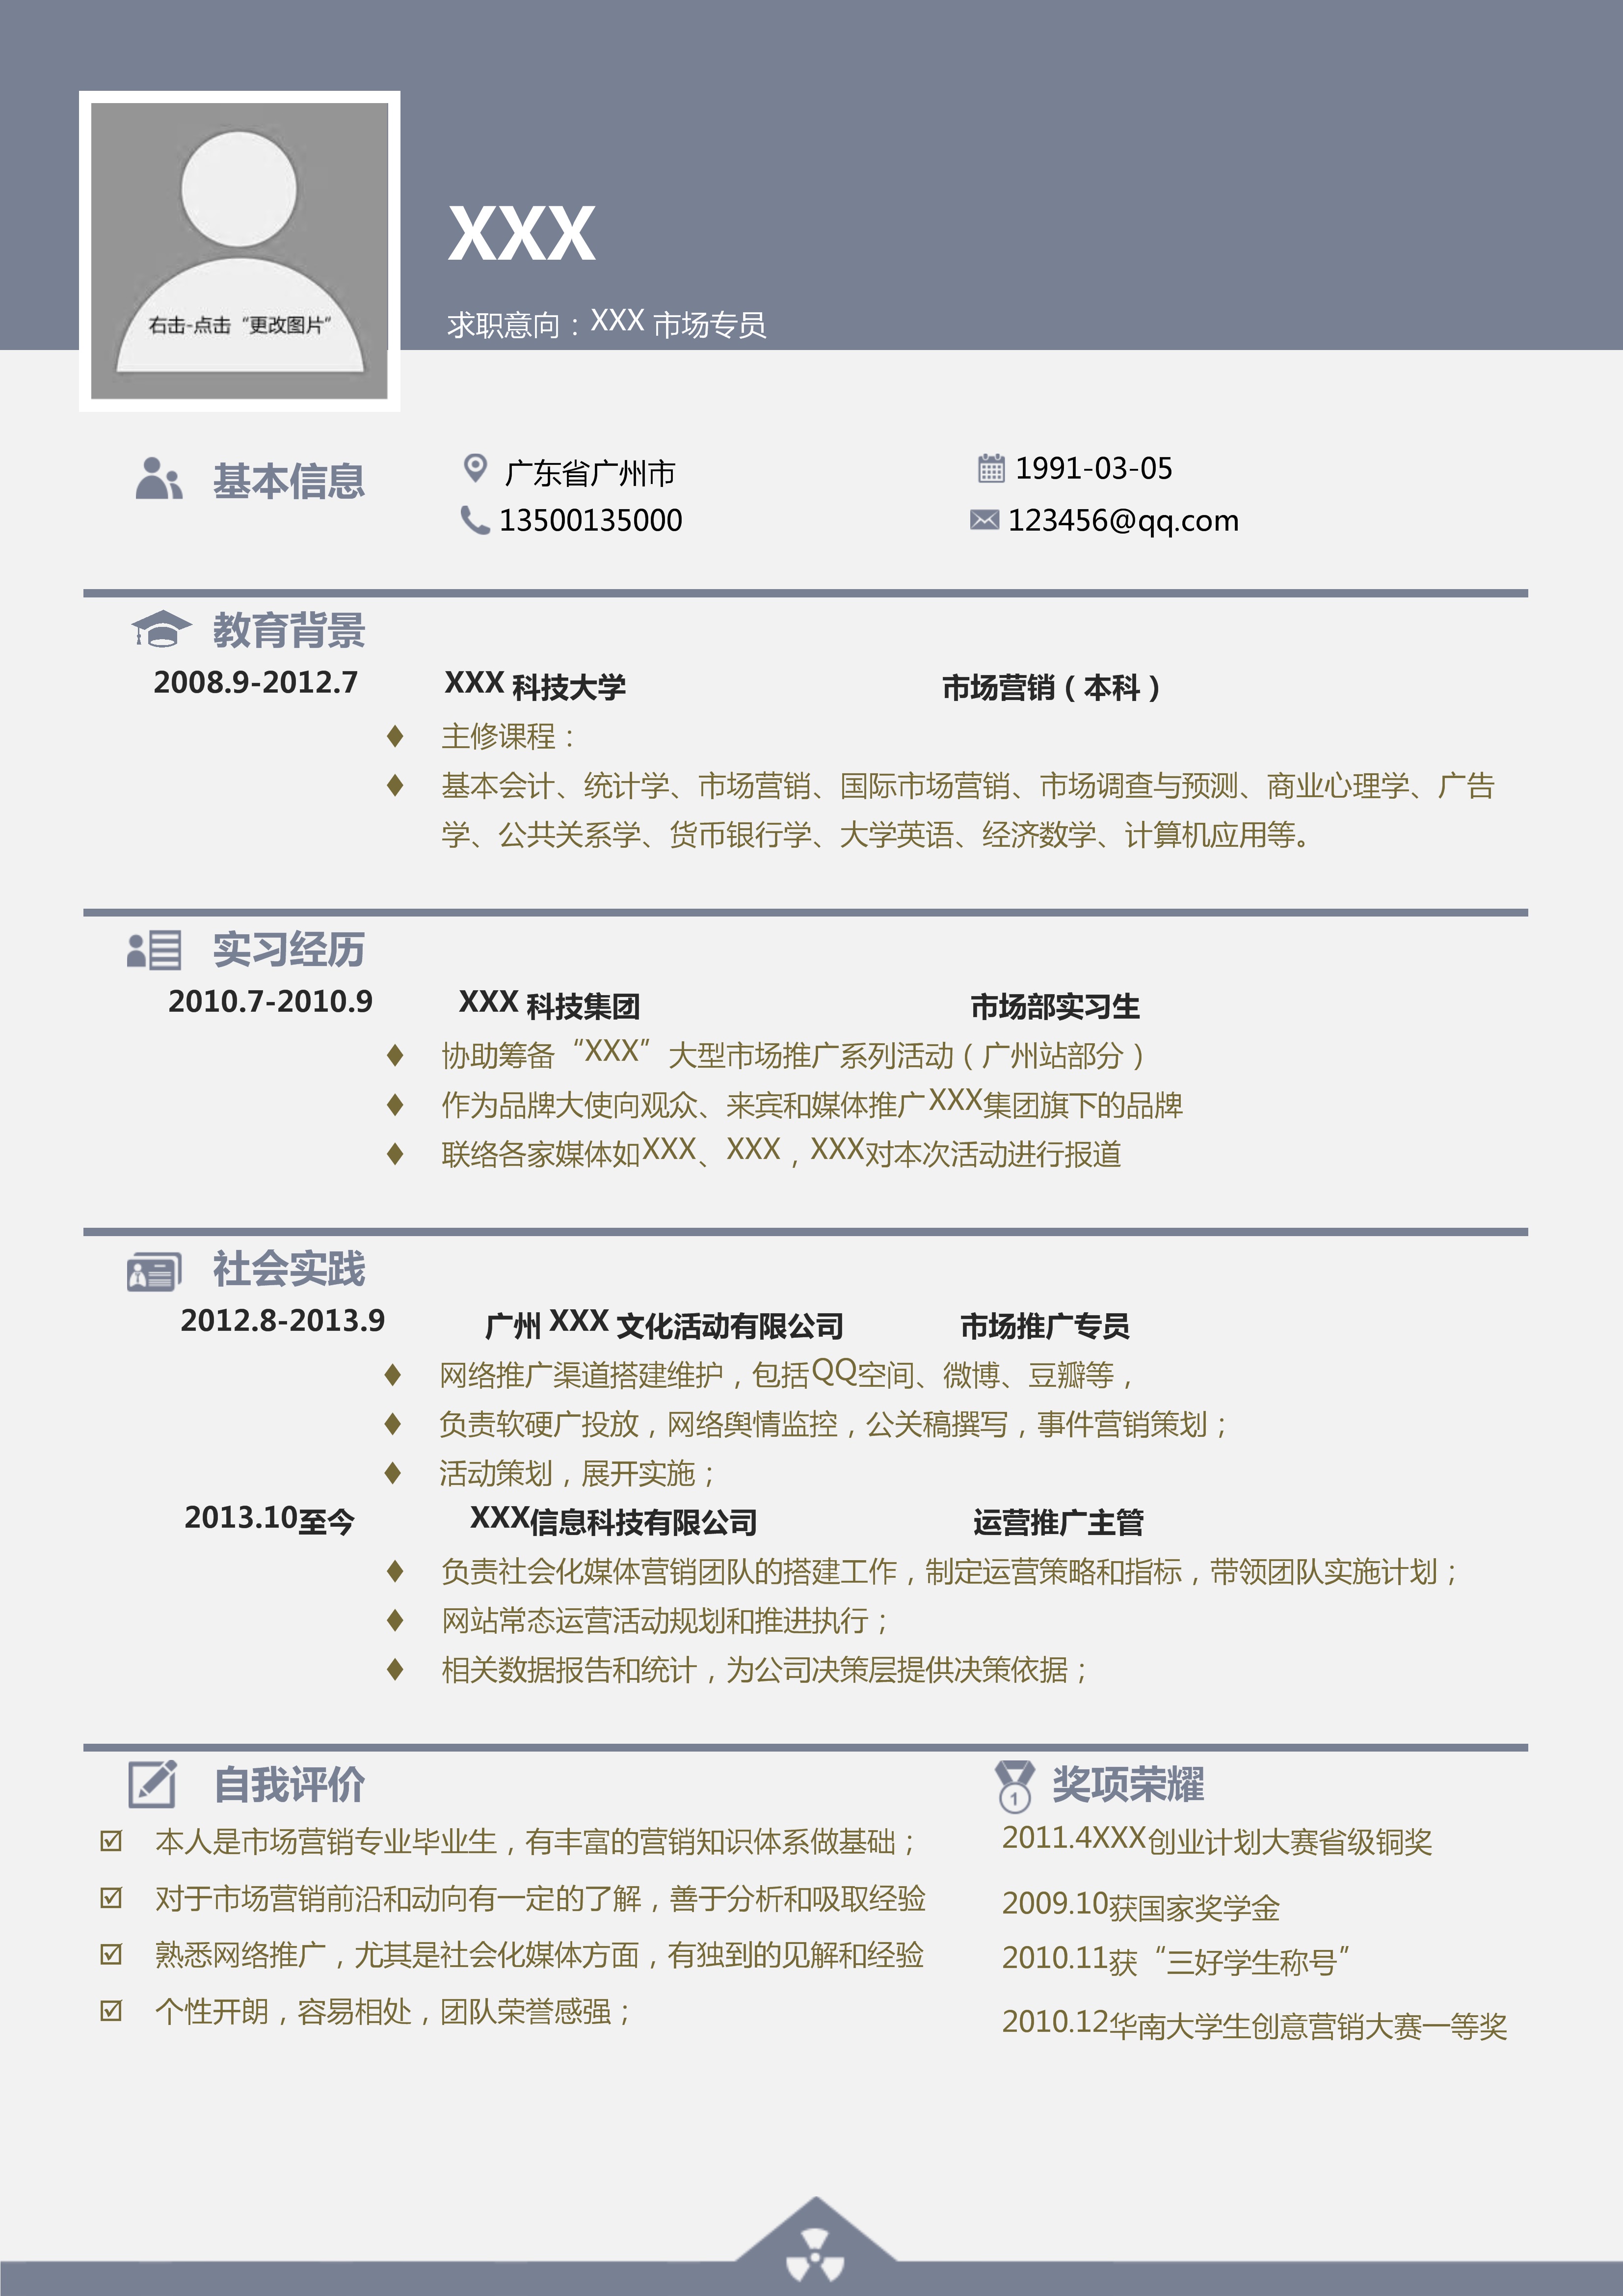 XXX
右击-点击“更改图片”
求职意向：XXX 市场专员
基本信息
广东省广州市 1991-03-05
13500135000 123456@qq.com
教育背景
2008.9-2012.7 XXX 科技大学 市场营销（本科）
主修课程：
基本会计、统计学、市场营销、国际市场营销、市场调查与预测、商业心理学、广告
学、公共关系学、货币银行学、大学英语、经济数学、计算机应用等。
实习经历
2010.7-2010.9 XXX 科技集团 市场部实习生
协助筹备“XXX”大型市场推广系列活动（广州站部分）
作为品牌大使向观众、来宾和媒体推广XXX集团旗下的品牌
联络各家媒体如XXX、XXX，XXX对本次活动进行报道
社会实践
2012.8-2013.9 广州 XXX 文化活动有限公司 市场推广专员
网络推广渠道搭建维护，包括QQ空间、微博、豆瓣等，
负责软硬广投放，网络舆情监控，公关稿撰写，事件营销策划；
活动策划，展开实施；
2013.10至今 XXX信息科技有限公司 运营推广主管
负责社会化媒体营销团队的搭建工作，制定运营策略和指标，带领团队实施计划；
网站常态运营活动规划和推进执行；
相关数据报告和统计，为公司决策层提供决策依据；
自我评价
本人是市场营销专业毕业生，有丰富的营销知识体系做基础；
对于市场营销前沿和动向有一定的了解，善于分析和吸取经验
熟悉网络推广，尤其是社会化媒体方面，有独到的见解和经验
个性开朗，容易相处，团队荣誉感强；
奖项荣耀
1
2011.4XXX创业计划大赛省级铜奖
2009.10获国家奖学金
2010.11获“三好学生称号”
2010.12华南大学生创意营销大赛一等奖